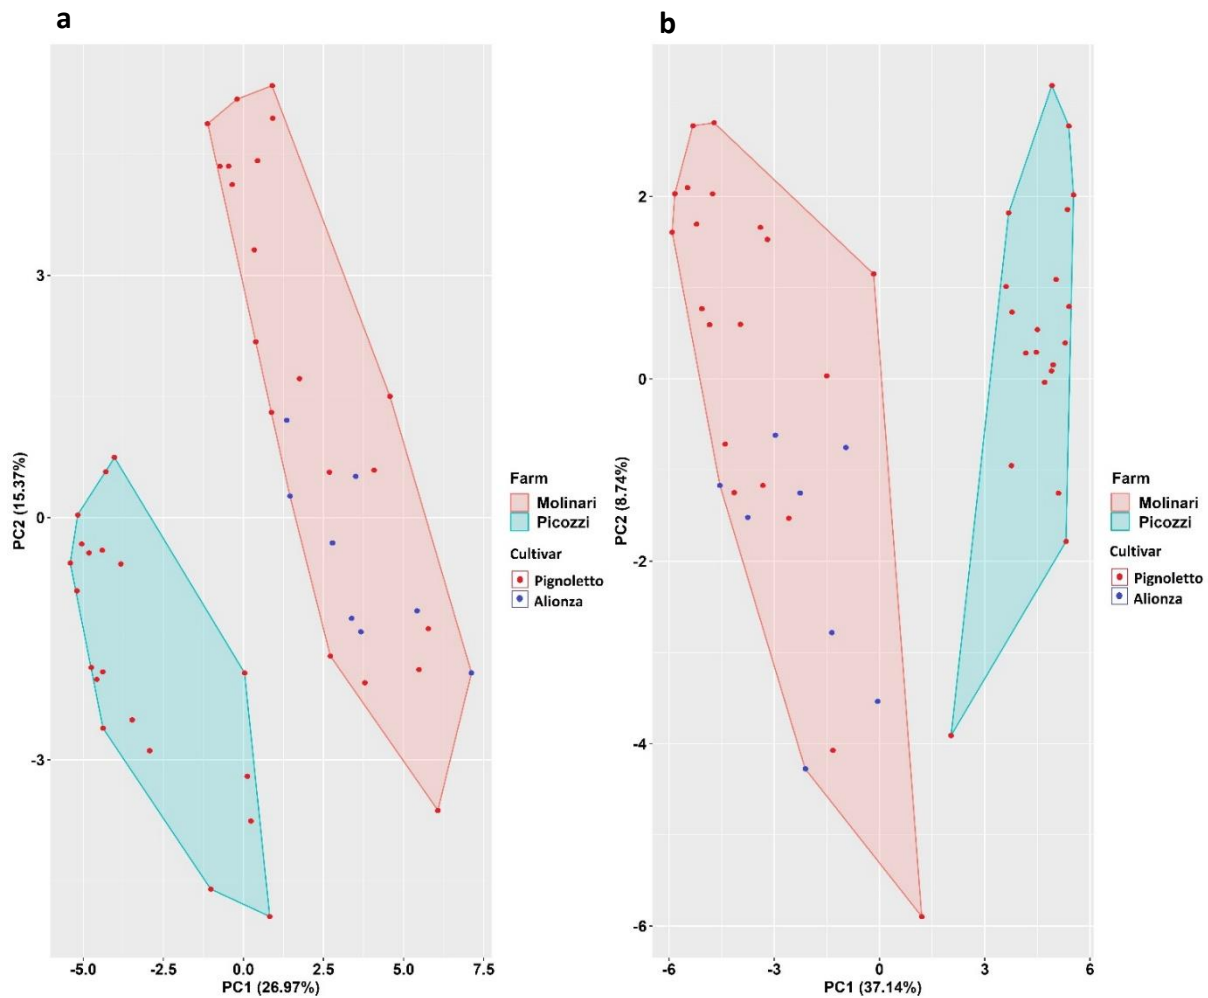 a
3
0
-3
PC2 (15.37%)
-5.0 -2.5 0.0 2.5 5.0 7.5
PC1 (26.97%)
Farm
Molinari
Picozzi
Cultivar
Pignoletto
Alionza
b
2
0
-2
-4
-6
PC2 (8.74%)
-6 -3 0 3 6
PC1 (37.14%)
Farm
Molinari
Picozzi
Cultivar
Pignoletto
Alionza